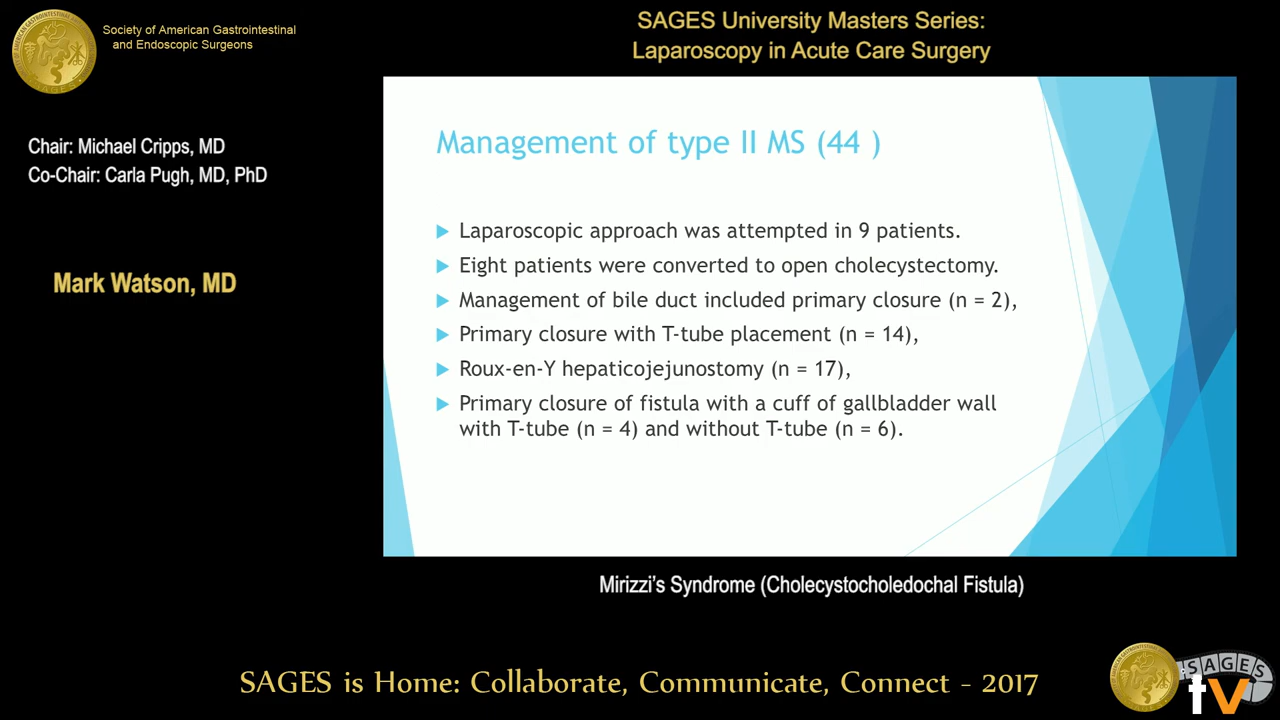 Society of American Gastrointestinal
and Endoscopic Surgeons
SAGES University Masters Series:
Laparoscopy in Acute Care Surgery
Chair: Michael Cripps, MD
Co-Chair: Carla Pugh, MD, PhD
Mark Watson, MD
Management of type II MS (44 )
Laparoscopic approach was attempted in 9 patients.
Eight patients were converted to open cholecystectomy.
Management of bile duct included primary closure (n = 2),
Primary closure with T-tube placement (n = 14),
Roux-en-Y hepaticojejunostomy (n = 17),
Primary closure of fistula with a cuff of gallbladder wall
with T-tube (n = 4) and without T-tube (n = 6).
Mirizzi's Syndrome (Cholecystocholedochal Fistula)
SAGES is Home: Collaborate, Communicate, Connect - 2017
SAGES
tv